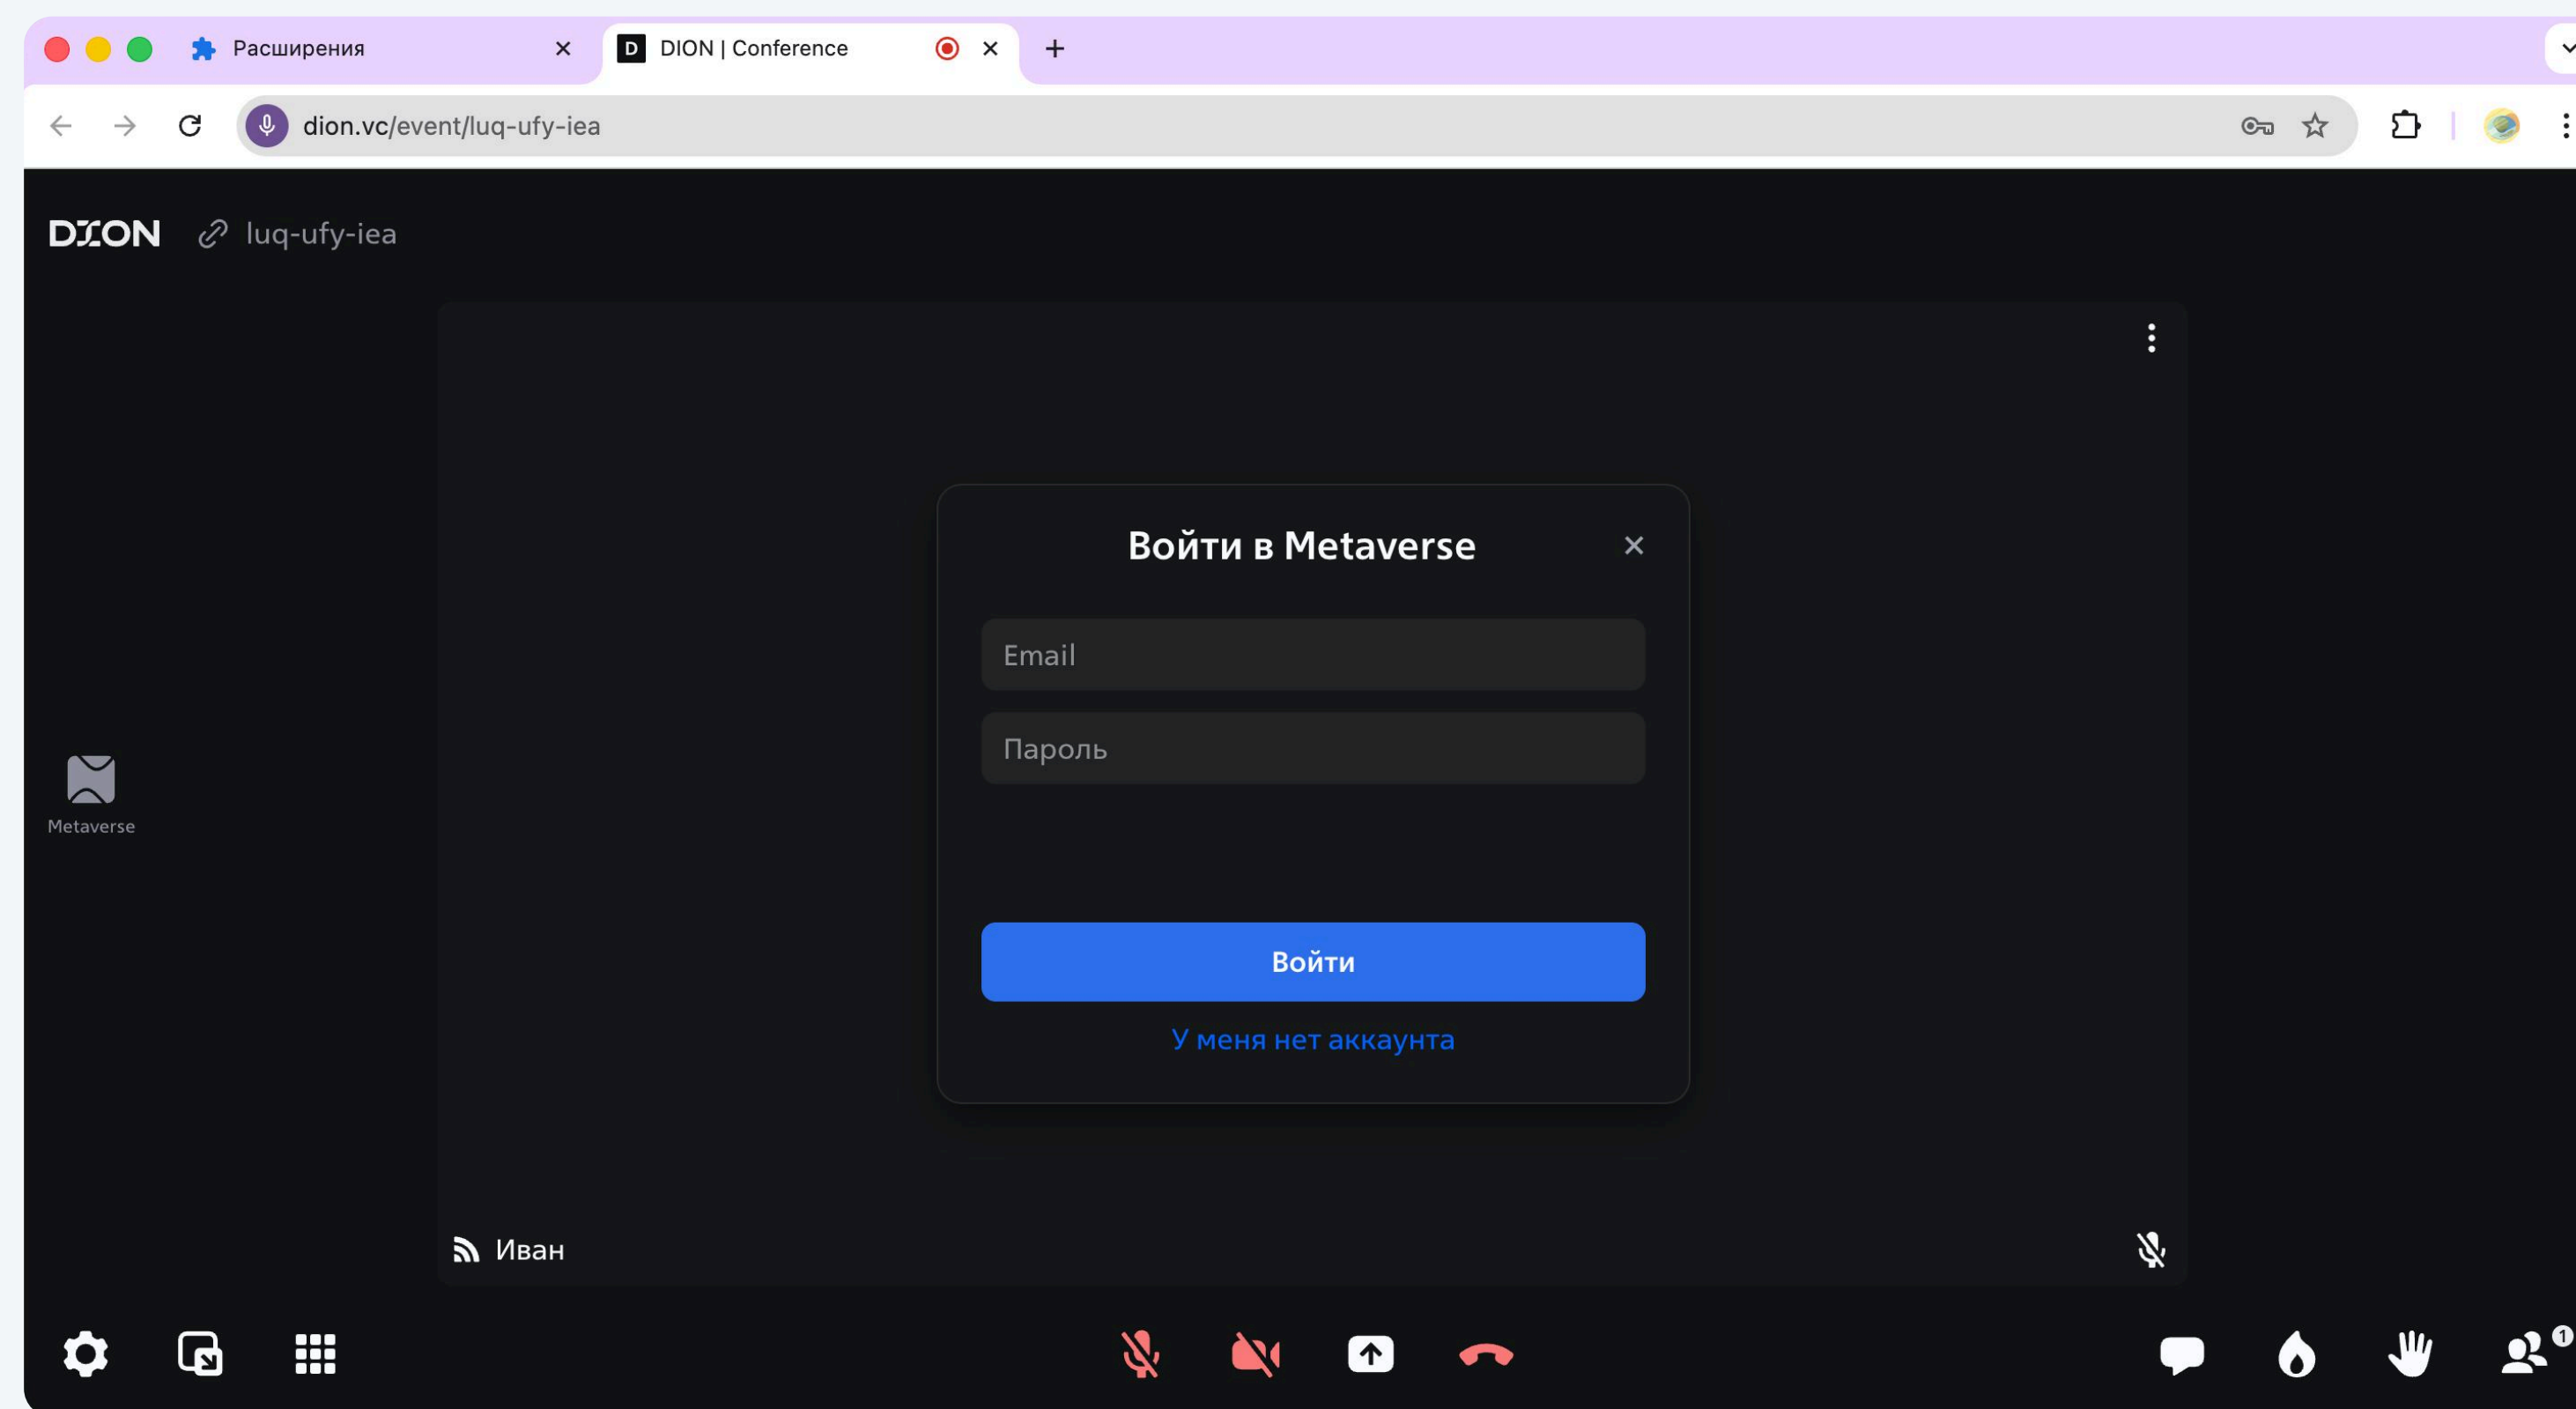 Расширения
D DION | Conference
dion.vc/event/luq-ufy-iea
DION luq-ufy-iea
Войти в Metaverse
Email
Пароль
Metaverse
Войти
У меня нет аккаунта
Иван
1